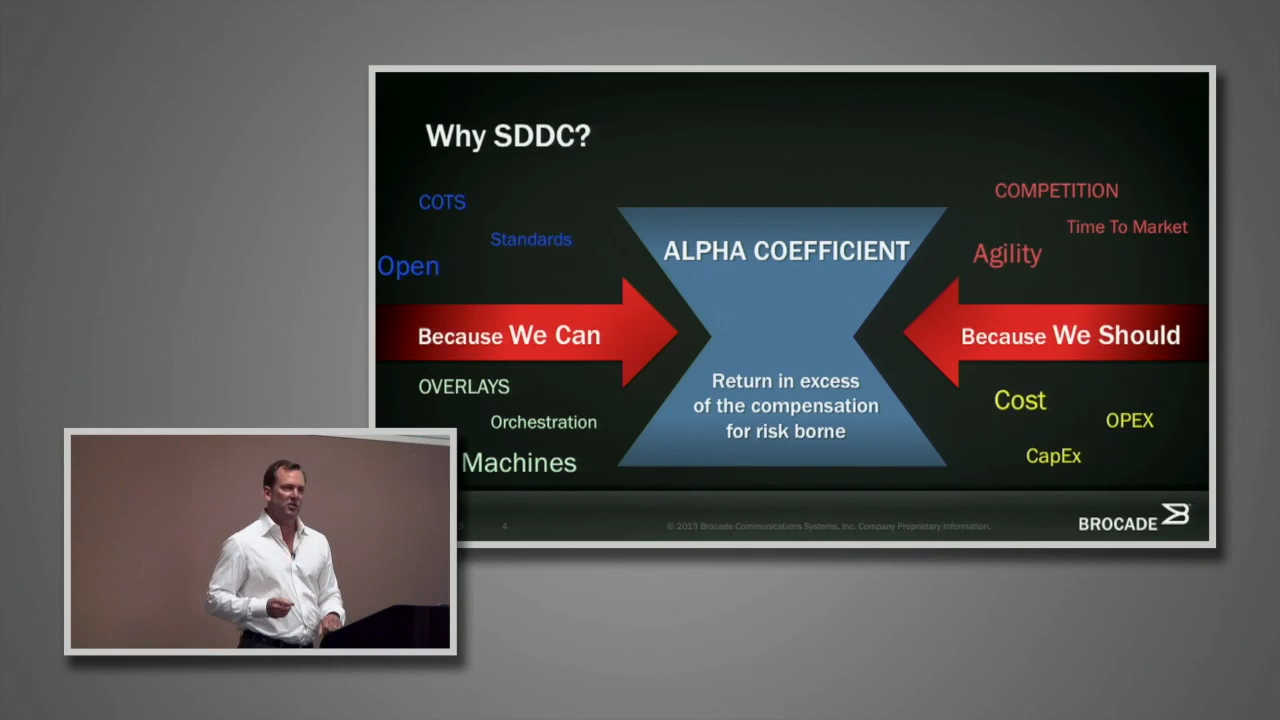 Why SDDC?
COTS
Standards
Open
Because We Can
OVERLAYS
Orchestration
Machines
ALPHA COEFFICIENT
Return in excess
of the compensation
for risk borne
COMPETITION
Time To Market
Agility
Because We Should
Cost
OPEX
CapEx
4
© 2013 Brocade Communications Systems, Inc. Company Proprietary Information.
BROCADE